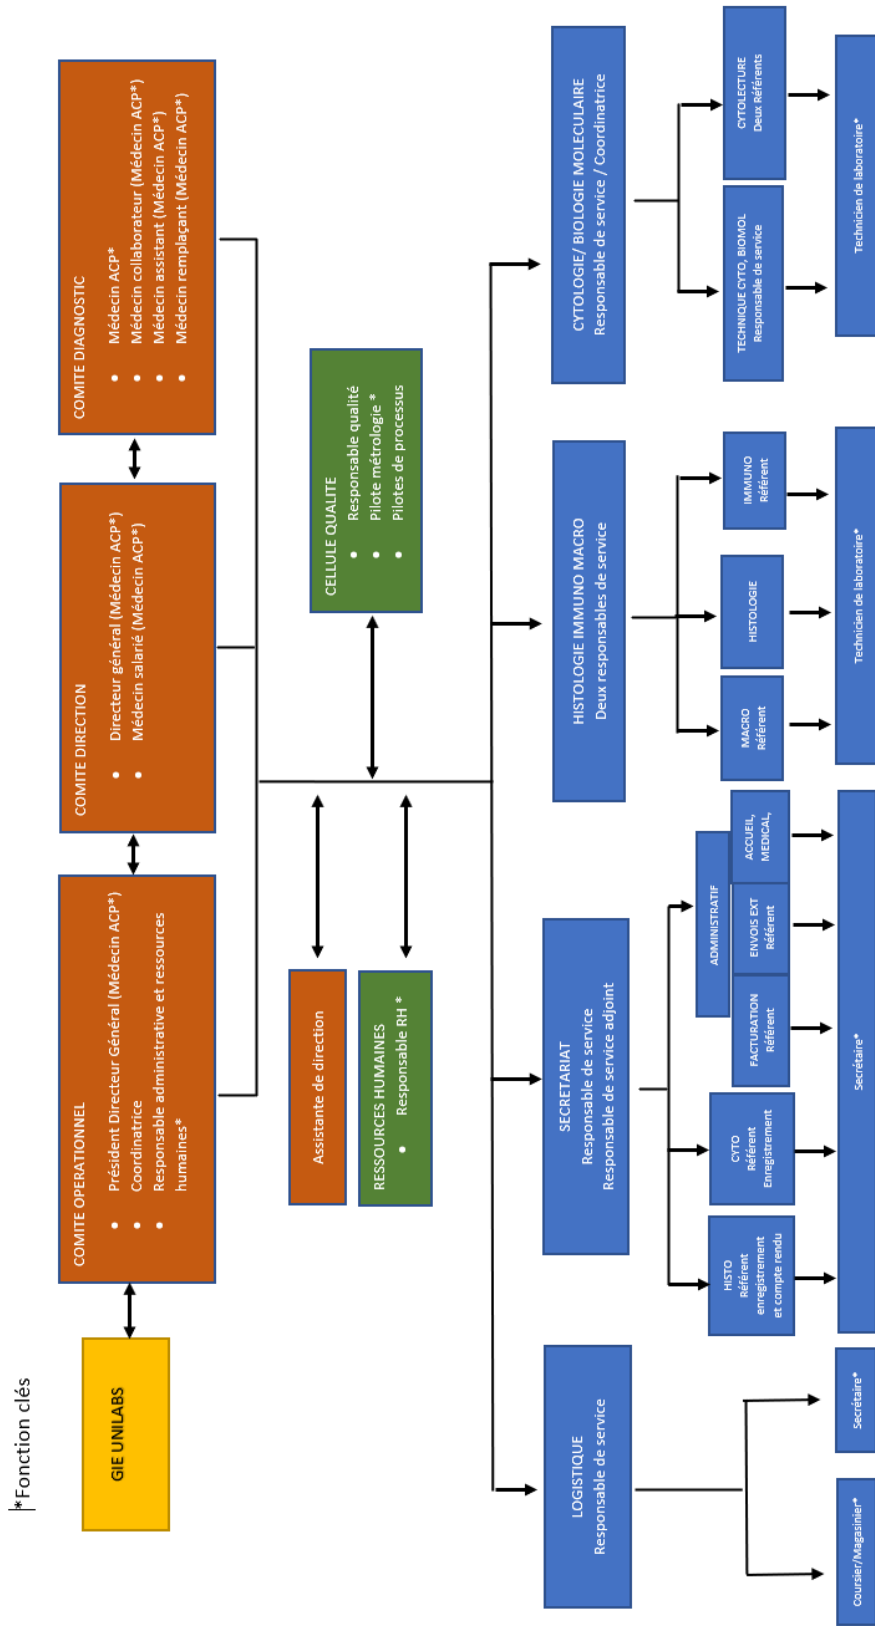 *Fonction clés
GIE UNILABS
COMITE OPERATIONNEL
• Président Directeur Général (Médecin ACP*)
• Coordinatrice
• Responsable administrative et ressources
humaines*
COMITE DIRECTION
• Directeur général (Médecin ACP*)
• Médecin salarié (Médecin ACP*)
COMITE DIAGNOSTIC
• Médecin ACP*
• Médecin collaborateur (Médecin ACP*)
• Médecin assistant (Médecin ACP*)
• Médecin remplaçant (Médecin ACP*)
Assistante de direction
RESSOURCES HUMAINES
• Responsable RH *
CELLULE QUALITE
• Responsable qualité
• Pilote métrologie *
• Pilotes de processus
LOGISTIQUE
Responsable de service
SECRETARIAT
Responsable de service
Responsable de service adjoint
HISTOLOGIE IMMUNO MACRO
Deux responsables de service
CYTOLOGIE/ BIOLOGIE MOLECULAIRE
Responsable de service / Coordinatrice
HISTO
Référent
enregistrement
et compte rendu
CYTO
Référent
Enregistrement
ADMINISTRATIF
FACTURATION
Référent
ENVOIS EXT
Référent
ACCUEIL,
MEDICAL,
MACRO
Référent
HISTOLOGIE
IMMUNO
Référent
TECHNIQUE CYTO, BIOMOL
Responsable de service
CYTOLECTURE
Deux Référents
Coursier/Magasinier*
Secrétaire*
Secrétaire*
Technicien de laboratoire*
Technicien de laboratoire*